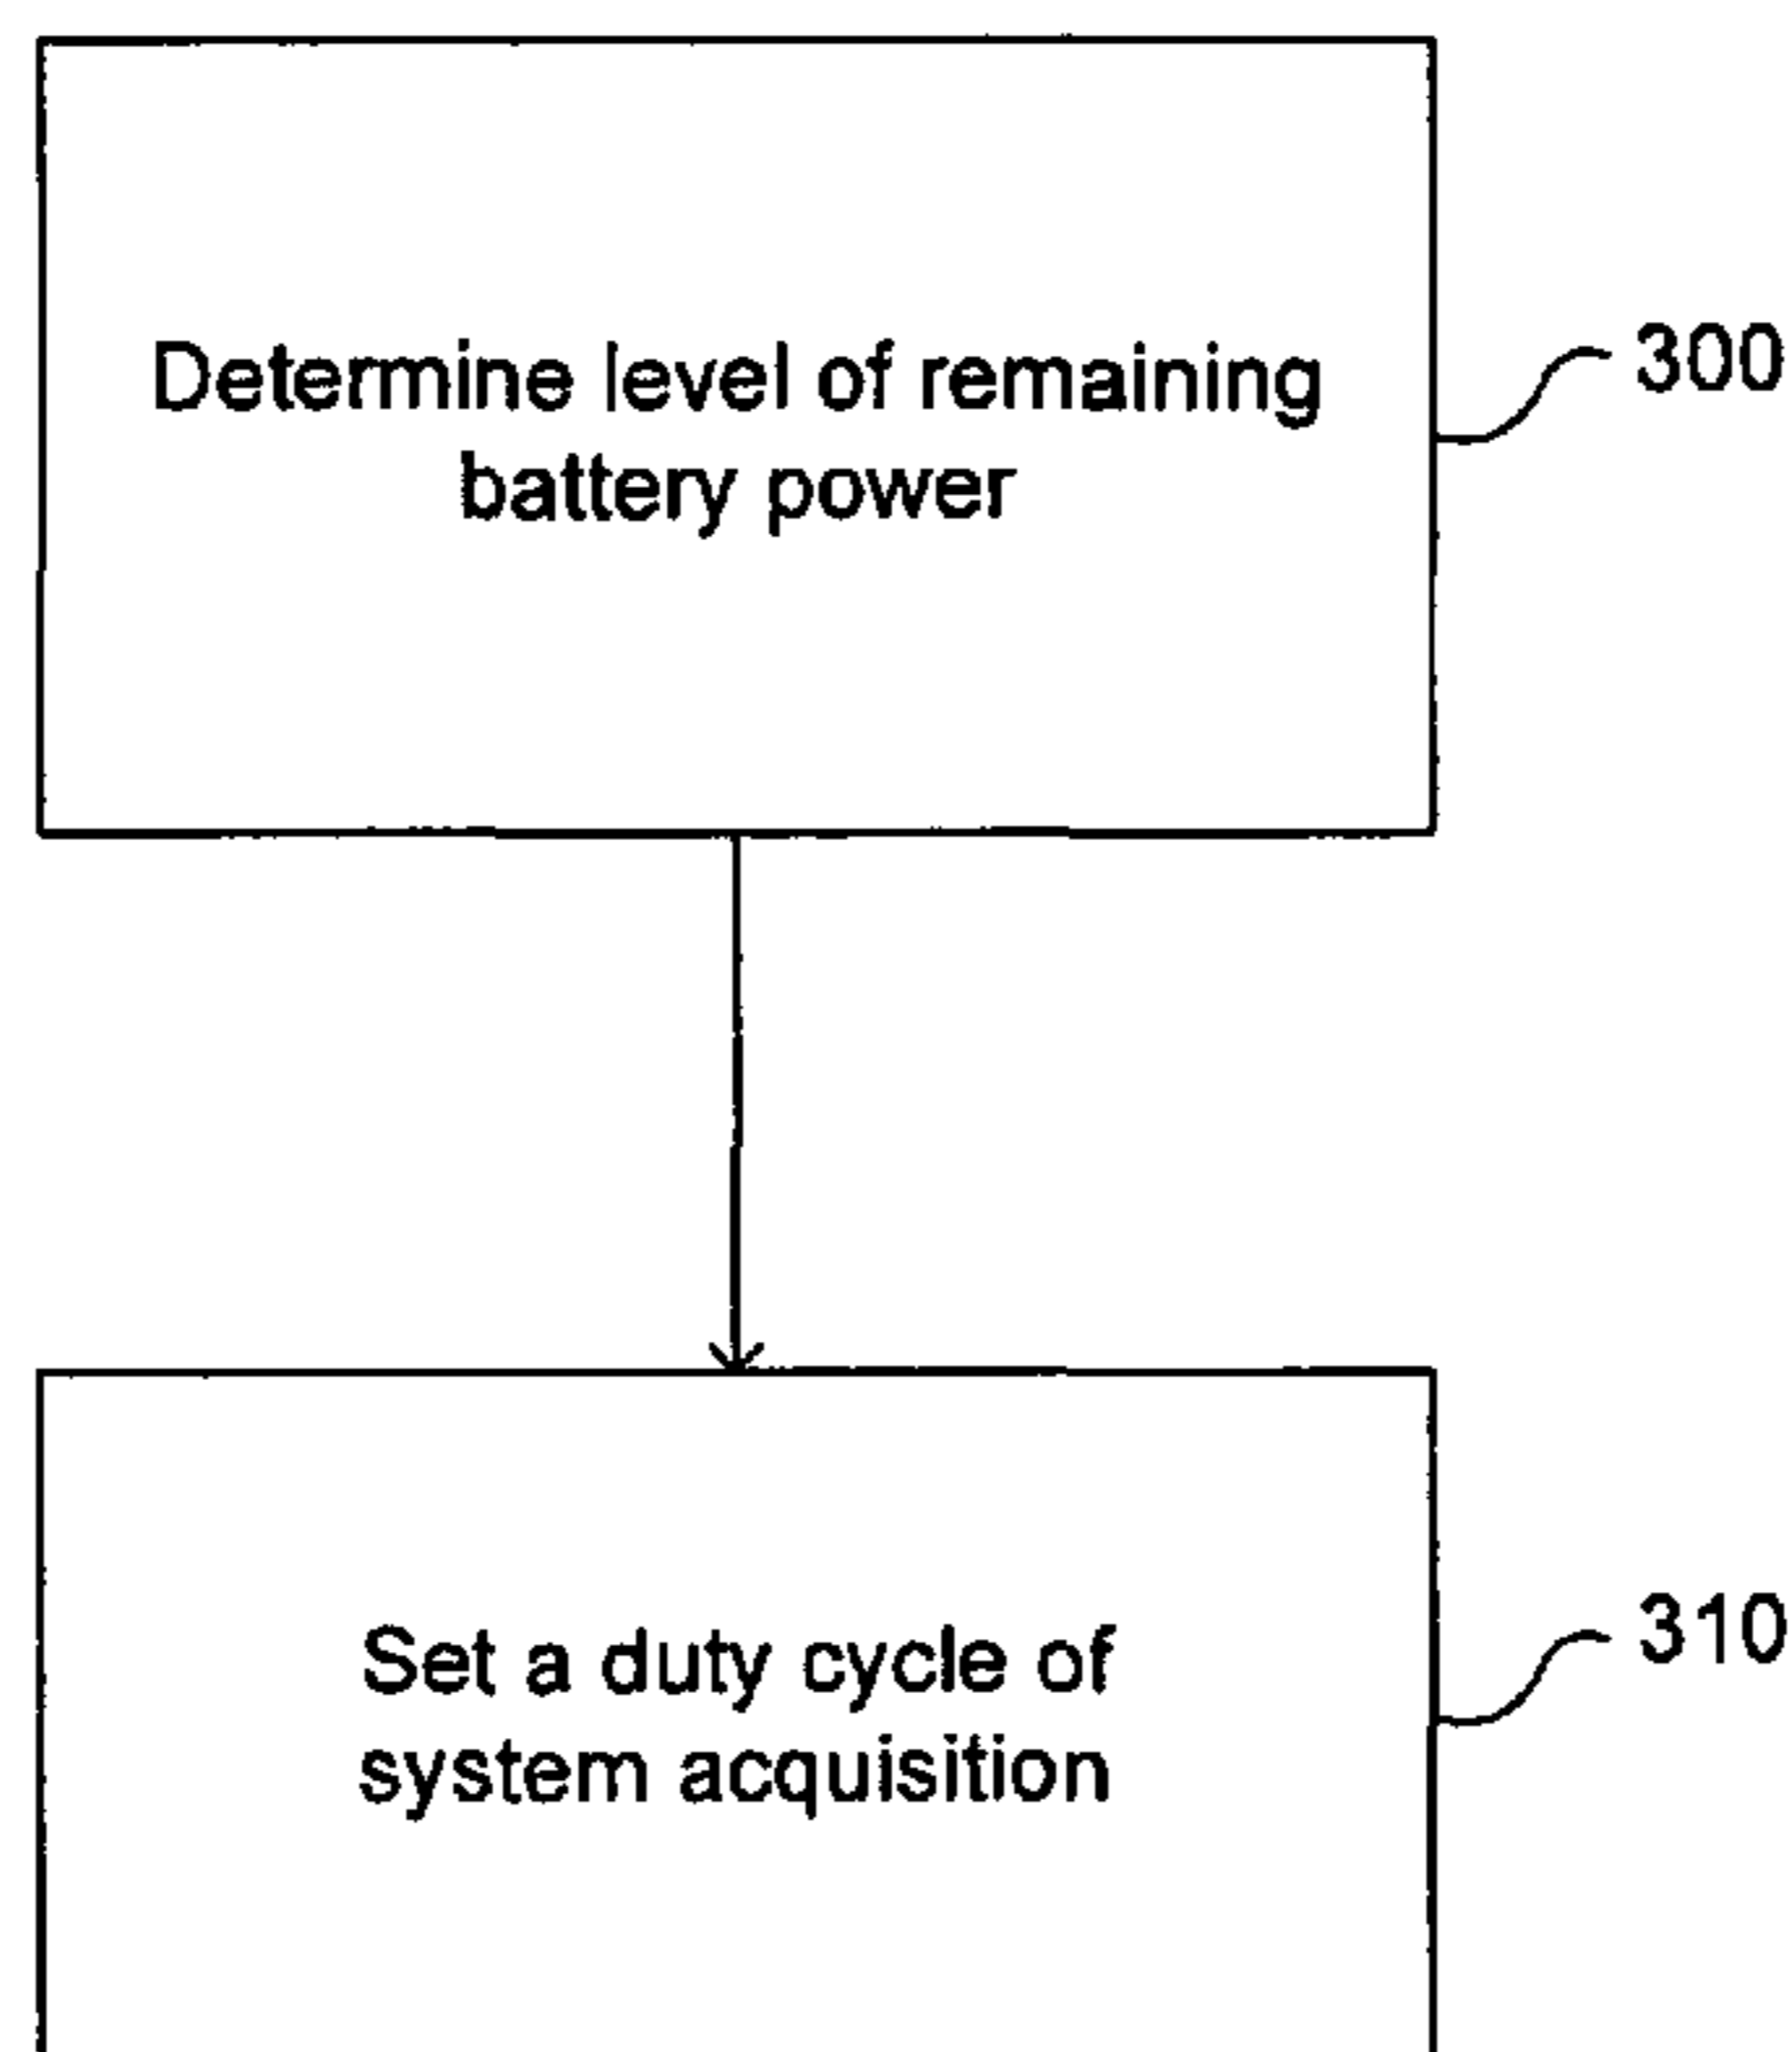 Determine level of remaining
battery power
300
Set a duty cycle of
system acquisition
310